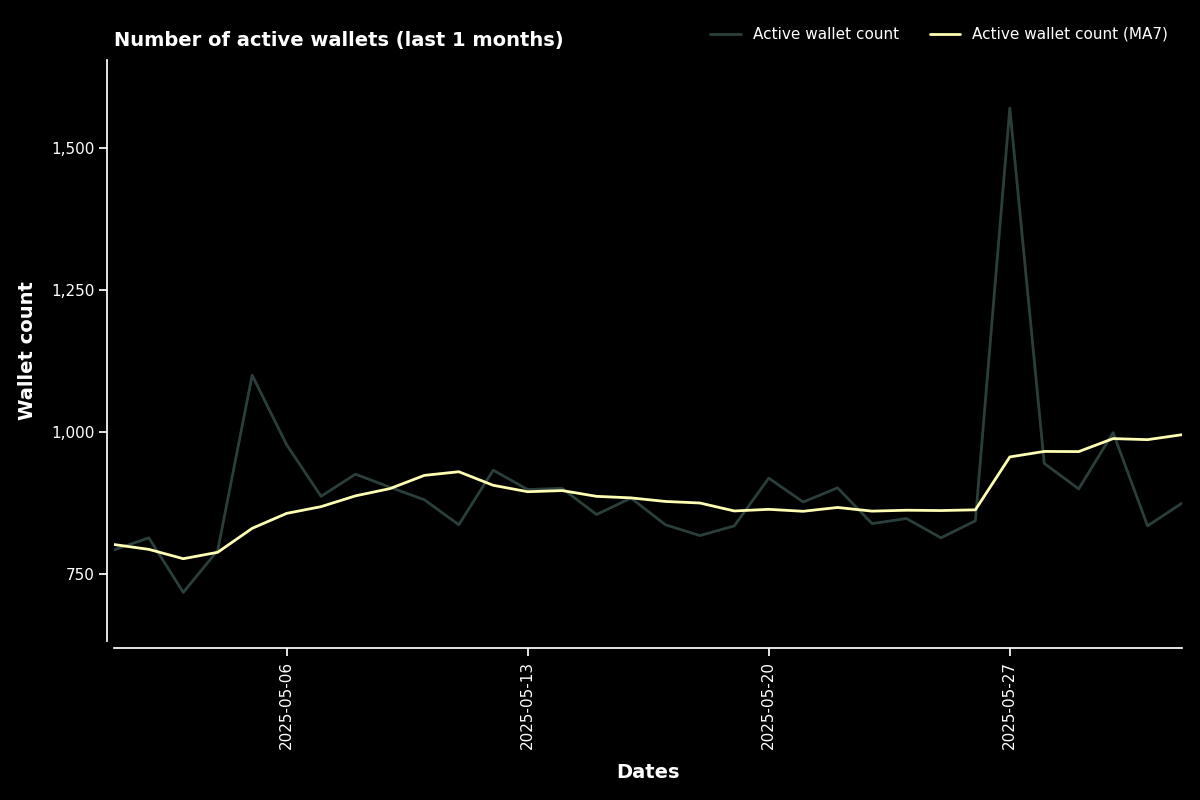 Number of active wallets (last 1 months)
Active wallet count
Active wallet count (MA7)
Wallet count
1,500
1,250
1,000
750
2025-05-06
2025-05-13
2025-05-20
2025-05-27
Dates